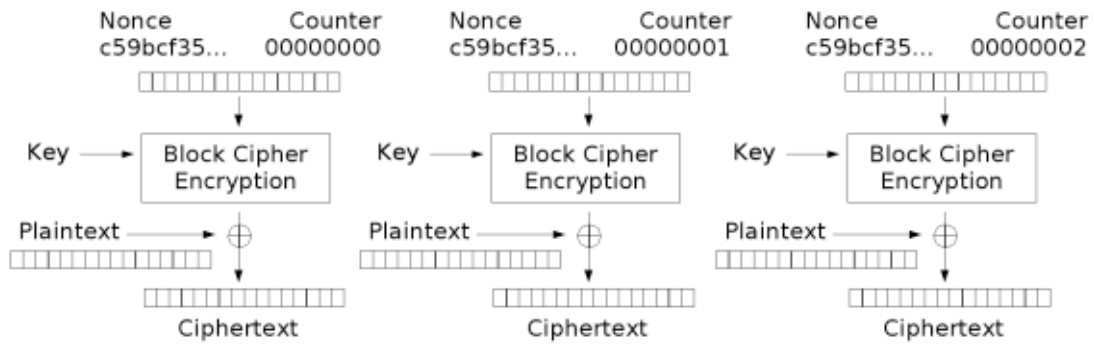 Nonce Counter Nonce Counter Nonce Counter
c59bcf35... 00000000 c59bcf35... 00000001 c59bcf35... 00000002
Key Block Cipher Encryption Key Block Cipher Encryption Key Block Cipher Encryption
Plaintext Plaintext Plaintext
Ciphertext Ciphertext Ciphertext